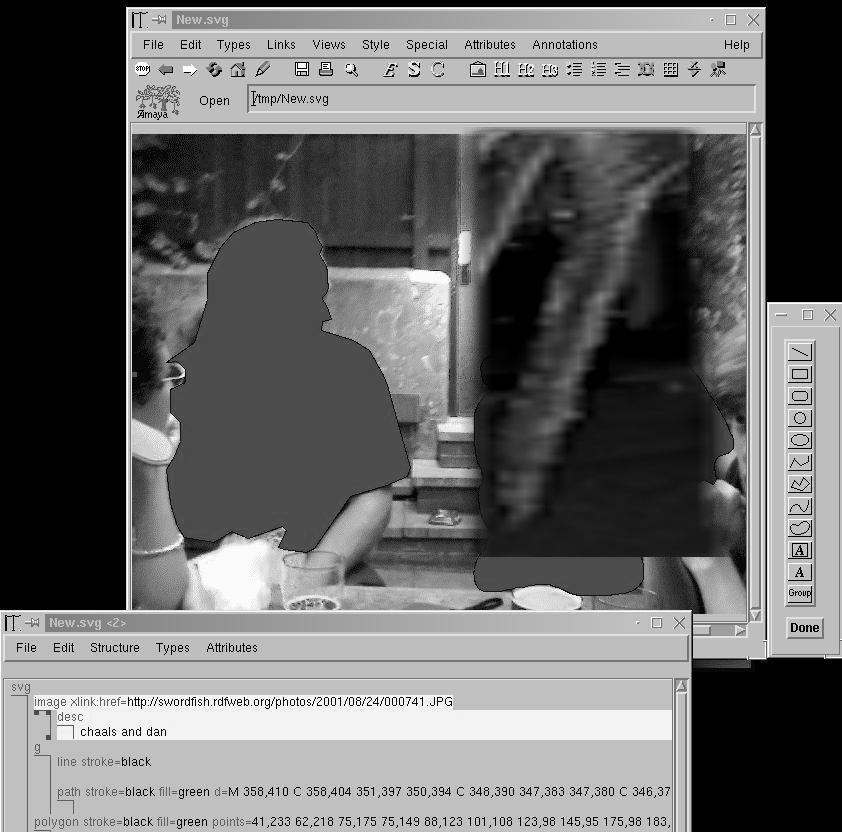 New.svg
File Edit Types Links Views Style Special Attributes Annotations Help
STOP E S C H1 H2 H3
Amaya Open /tmp/New.svg
A
A
Group
Done
New.svg <2>
File Edit Structure Types Attributes
svg
image xlink:href=http://swordfish.rdfweb.org/photos/2001/08/24/000741.JPG
desc
chaals and dan
g
line stroke=black
path stroke=black fill=green d=M 358,410 C 358,404 351,397 350,394 C 348,390 347,383 347,380 C 346,37
polygon stroke=black fill=green points=41,233 62,218 75,175 75,149 88,123 101,108 123,98 145,95 175,98 183,